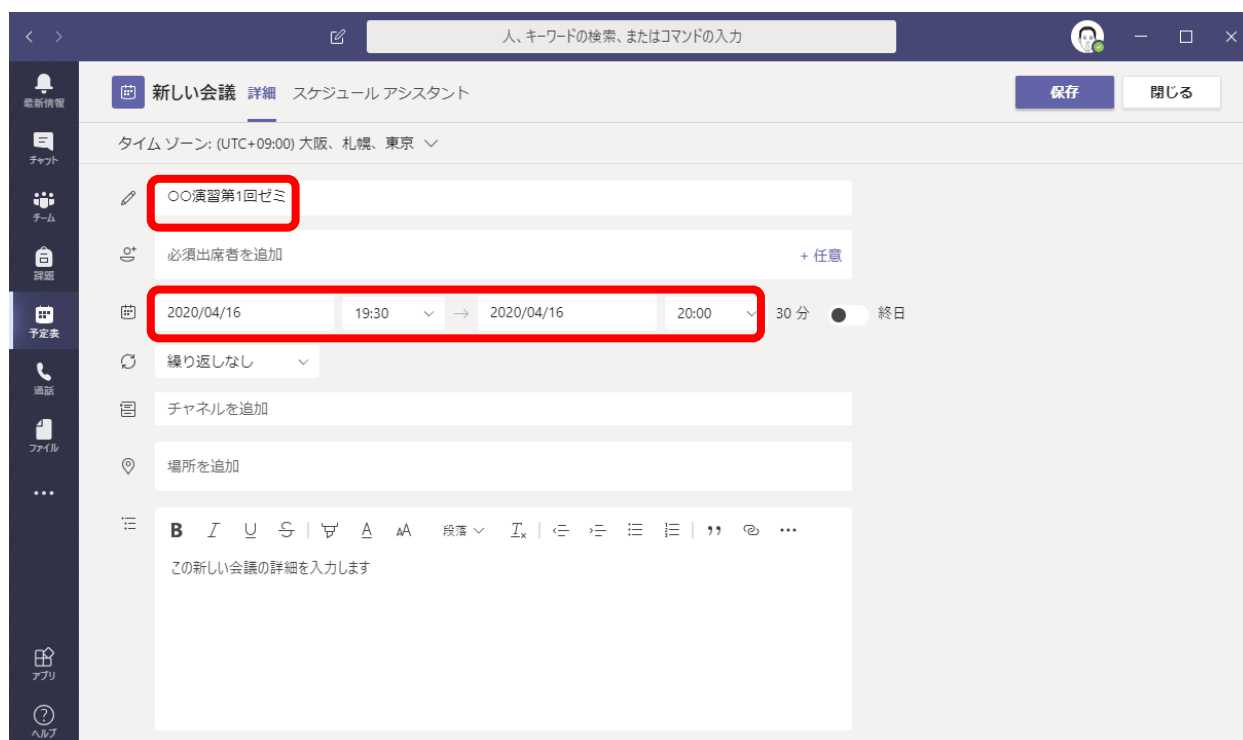 人、キーワードの検索、またはコマンドの入力
最新情報
チャット
チーム
課題
予定表
通話
ファイル
アプリ
ヘルプ
新しい会議 詳細 スケジュール アシスタント 保存 閉じる
タイム ゾーン: (UTC+09:00) 大阪、札幌、東京
○○演習第1回ゼミ
必須出席者を追加 + 任意
2020/04/16 19:30 → 2020/04/16 20:00 30 分 終日
繰り返しなし
チャネルを追加
場所を追加
B I U S A AA 段落 Tx
この新しい会議の詳細を入力します